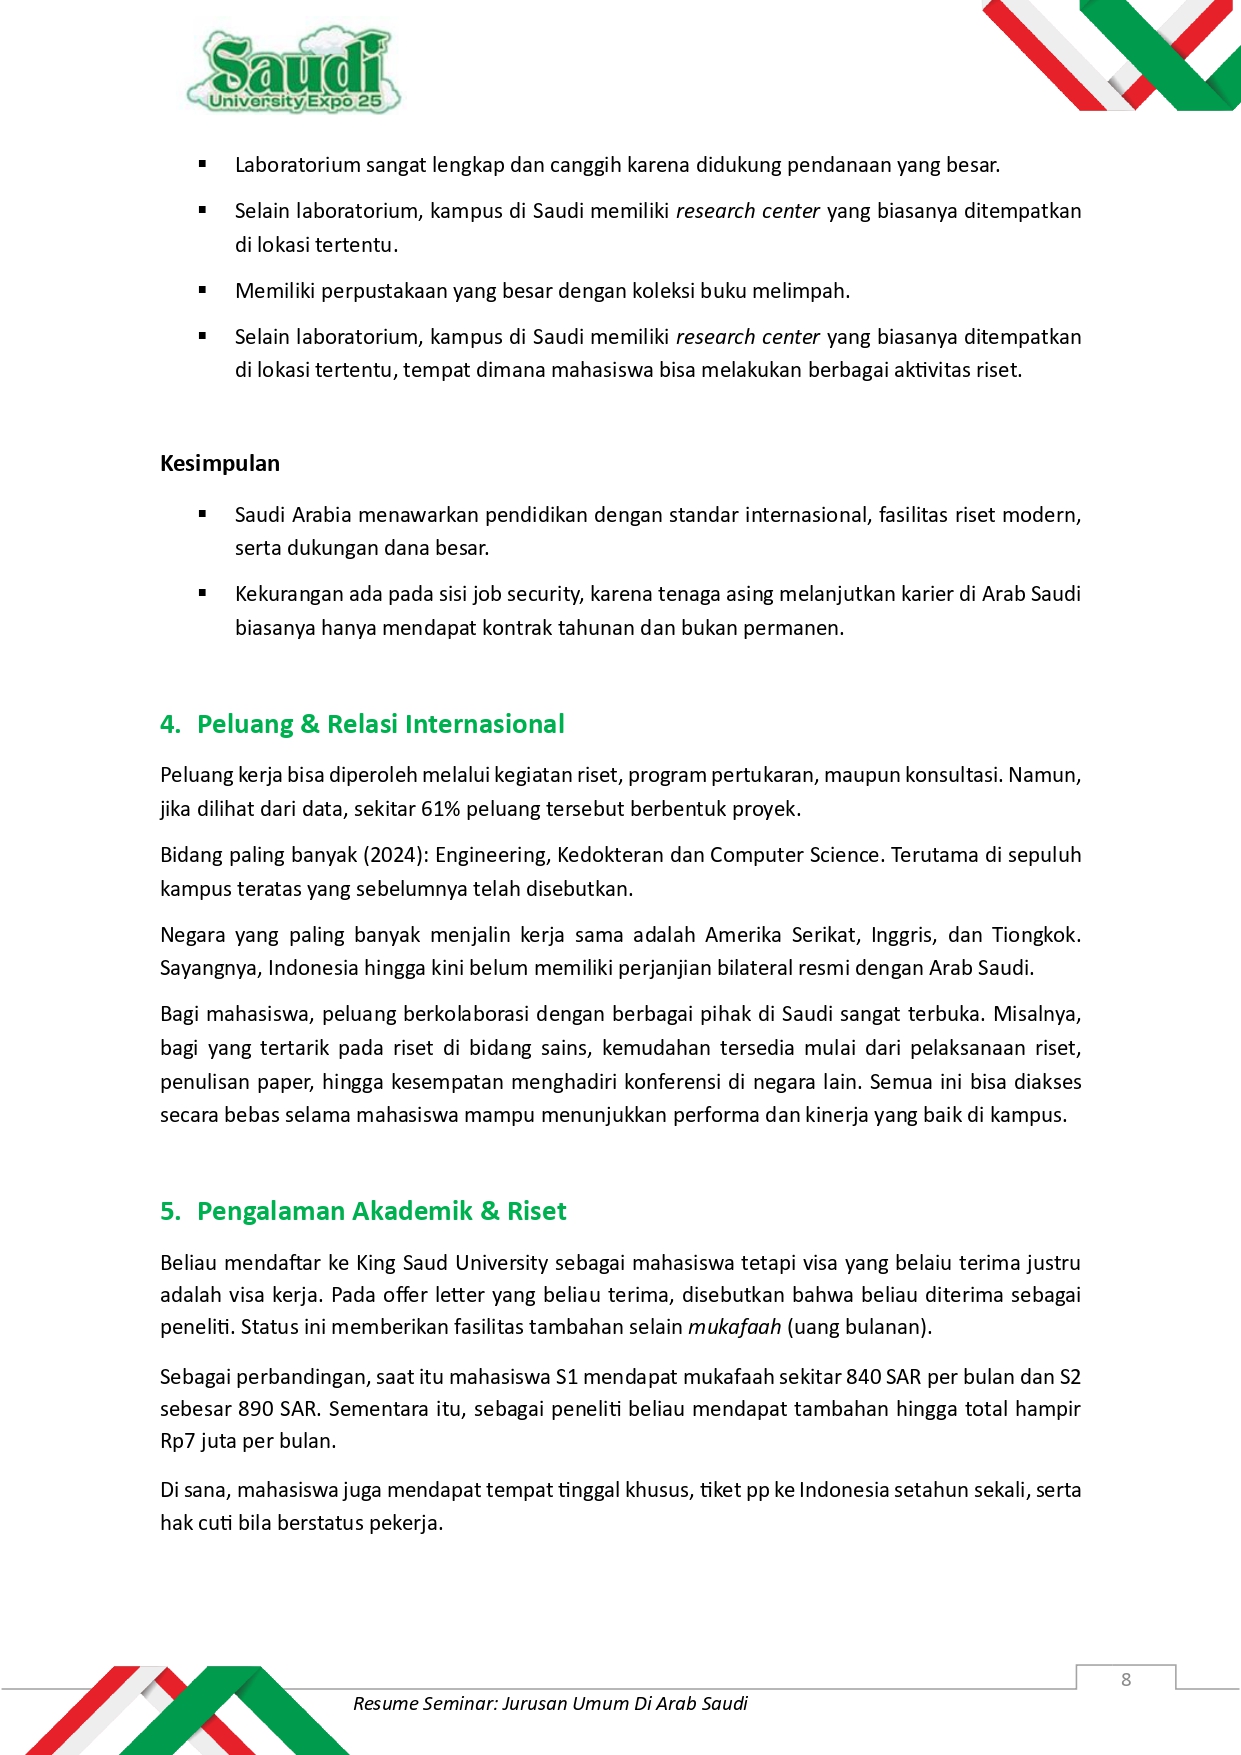 Saudi
University Expo 25
▪ Laboratorium sangat lengkap dan canggih karena didukung pendanaan yang besar.
▪ Selain laboratorium, kampus di Saudi memiliki research center yang biasanya ditempatkan
di lokasi tertentu.
▪ Memiliki perpustakaan yang besar dengan koleksi buku melimpah.
▪ Selain laboratorium, kampus di Saudi memiliki research center yang biasanya ditempatkan
di lokasi tertentu, tempat dimana mahasiswa bisa melakukan berbagai aktivitas riset.
Kesimpulan
▪ Saudi Arabia menawarkan pendidikan dengan standar internasional, fasilitas riset modern,
serta dukungan dana besar.
▪ Kekurangan ada pada sisi job security, karena tenaga asing melanjutkan karier di Arab Saudi
biasanya hanya mendapat kontrak tahunan dan bukan permanen.
4. Peluang & Relasi Internasional
Peluang kerja bisa diperoleh melalui kegiatan riset, program pertukaran, maupun konsultasi. Namun,
jika dilihat dari data, sekitar 61% peluang tersebut berbentuk proyek.
Bidang paling banyak (2024): Engineering, Kedokteran dan Computer Science. Terutama di sepuluh
kampus teratas yang sebelumnya telah disebutkan.
Negara yang paling banyak menjalin kerja sama adalah Amerika Serikat, Inggris, dan Tiongkok.
Sayangnya, Indonesia hingga kini belum memiliki perjanjian bilateral resmi dengan Arab Saudi.
Bagi mahasiswa, peluang berkolaborasi dengan berbagai pihak di Saudi sangat terbuka. Misalnya,
bagi yang tertarik pada riset di bidang sains, kemudahan tersedia mulai dari pelaksanaan riset,
penulisan paper, hingga kesempatan menghadiri konferensi di negara lain. Semua ini bisa diakses
secara bebas selama mahasiswa mampu menunjukkan performa dan kinerja yang baik di kampus.
5. Pengalaman Akademik & Riset
Beliau mendaftar ke King Saud University sebagai mahasiswa tetapi visa yang belaiu terima justru
adalah visa kerja. Pada offer letter yang beliau terima, disebutkan bahwa beliau diterima sebagai
peneliti. Status ini memberikan fasilitas tambahan selain mukafaah (uang bulanan).
Sebagai perbandingan, saat itu mahasiswa S1 mendapat mukafaah sekitar 840 SAR per bulan dan S2
sebesar 890 SAR. Sementara itu, sebagai peneliti beliau mendapat tambahan hingga total hampir
Rp7 juta per bulan.
Di sana, mahasiswa juga mendapat tempat tinggal khusus, tiket pp ke Indonesia setahun sekali, serta
hak cuti bila berstatus pekerja.
8
Resume Seminar: Jurusan Umum Di Arab Saudi